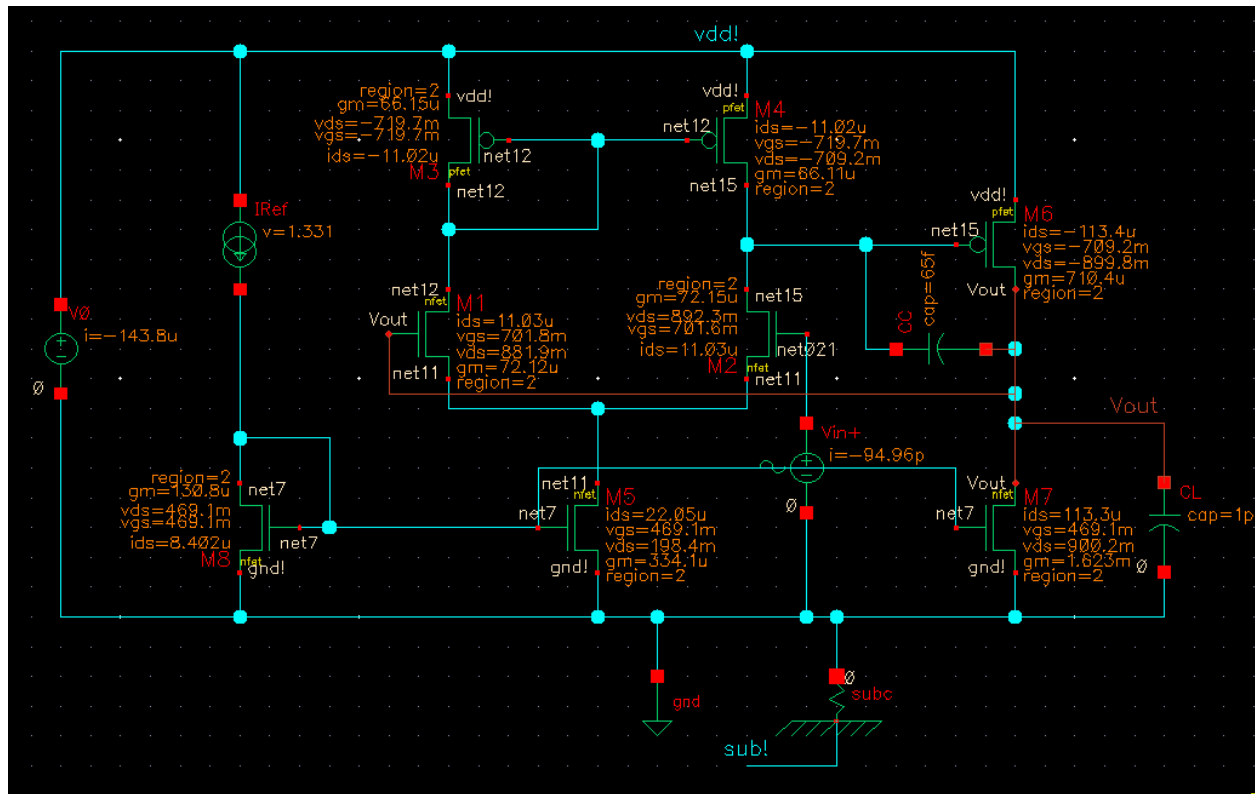 vdd!
region=2
gm=66.15u
vds=-719.7m
vgs=-719.7m
ids=-11.02u
vdd!
net12
M3
pfet
net12
vdd!
pfet
M4
net12
ids=-11.02u
vgs=-719.7m
vds=-709.2m
gm=66.11u
region=2
net15
vdd!
pfet
M6
net15
ids=-113.4u
vgs=-709.2m
vds=-899.8m
gm=710.4u
region=2
Vout
IRef
v=1.331
net12
nfet
M1
Vout
ids=11.03u
vgs=701.8m
vds=881.9m
gm=72.12u
region=2
net11
region=2
gm=72.15u
vds=892.3m
vgs=701.6m
ids=11.03u
net15
net021
M2
nfet
net11
CC
cap=65f
V0
i=-143.8u
0
Vout
Vin+
i=-94.96p
0
region=2
gm=130.8u
vds=469.1m
vgs=469.1m
ids=8.402u
net7
net7
M8
nfet
gnd!
net11
nfet
M5
net7
ids=22.05u
vgs=469.1m
vds=198.4m
gm=334.1u
region=2
gnd!
Vout
nfet
M7
net7
ids=113.3u
vgs=469.1m
vds=900.2m
gm=1.623m
region=2
gnd!
CL
cap=1p
0
gnd
0
subc
sub!